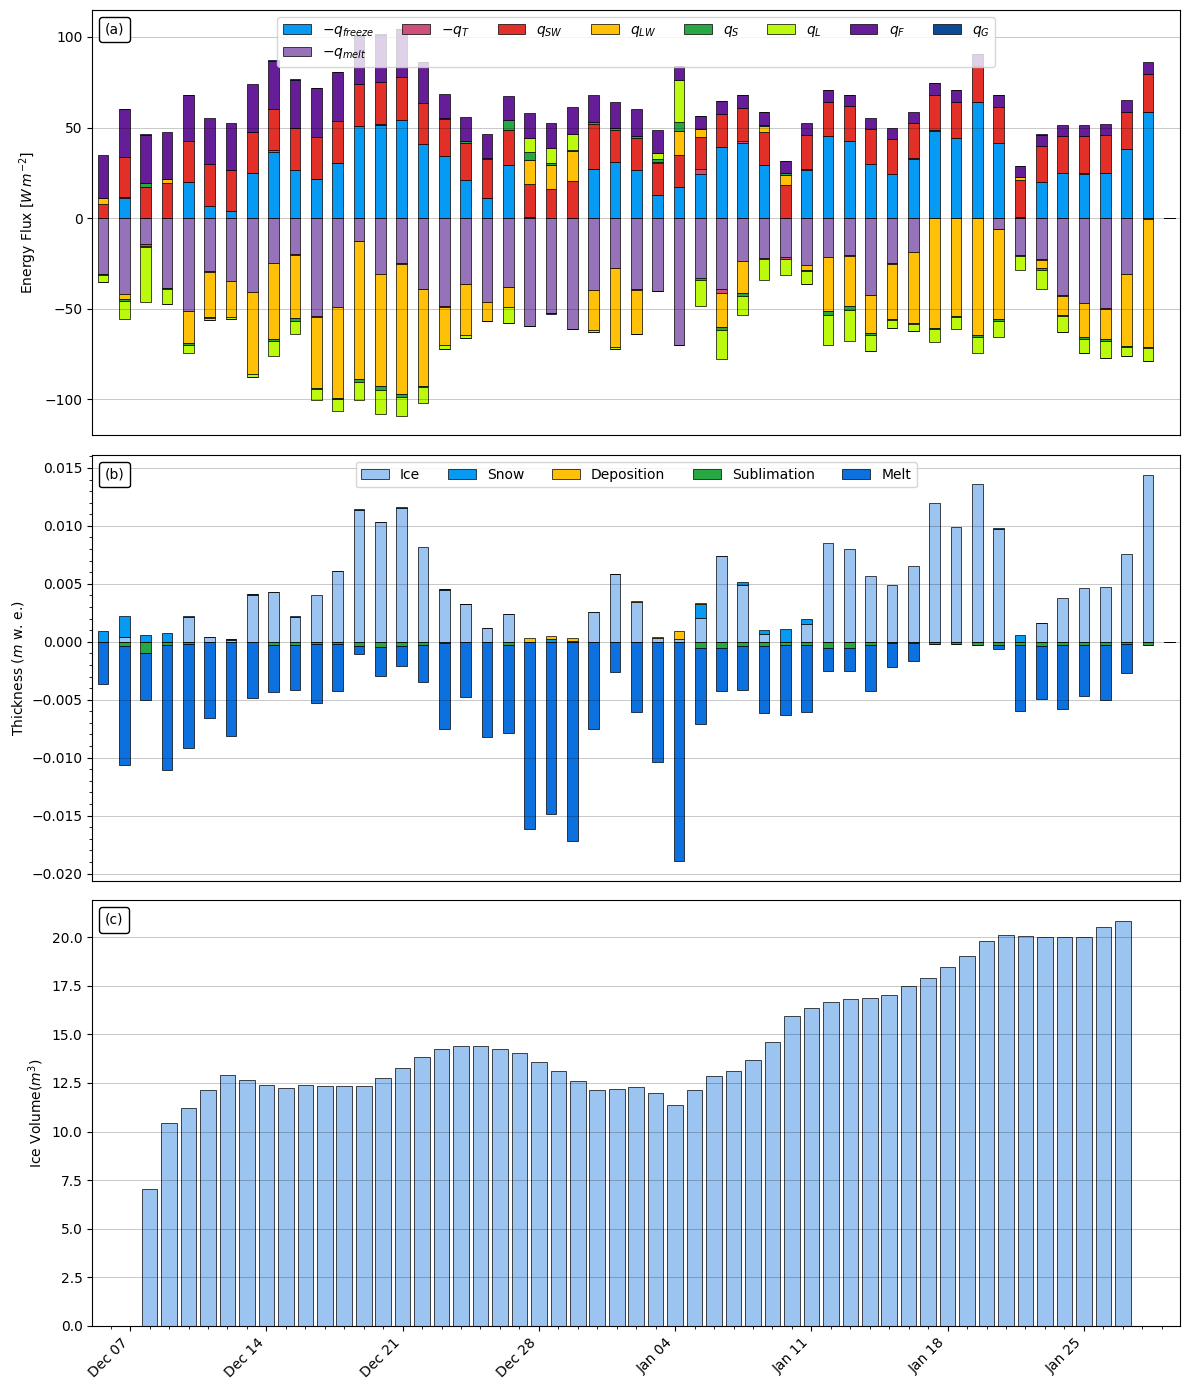 (a)
−q_freeze −q_T q_SW q_LW q_S q_L q_F q_G
−q_melt
Energy Flux [W m⁻²]
100
50
0
−50
−100
(b)
Ice Snow Deposition Sublimation Melt
Thickness (m w. e.)
0.015
0.010
0.005
0.000
−0.005
−0.010
−0.015
−0.020
(c)
Ice Volume(m³)
20.0
17.5
15.0
12.5
10.0
7.5
5.0
2.5
0.0
Dec 07 Dec 14 Dec 21 Dec 28 Jan 04 Jan 11 Jan 18 Jan 25